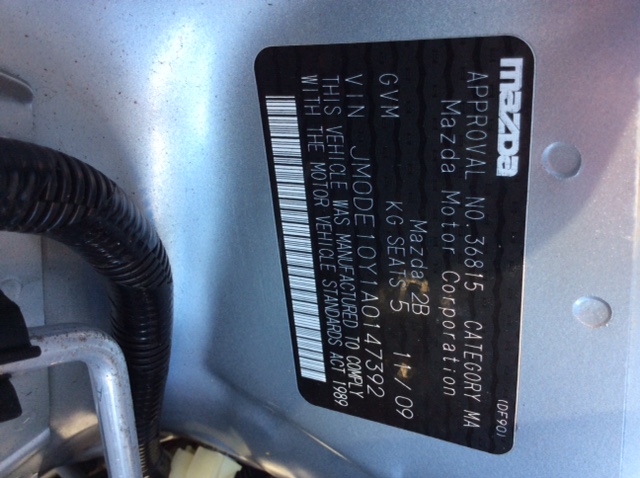 mazda
(DF90)
APPROVAL NO.36815 CATEGORY MA
Mazda Motor Corporation
Mazda 2B
GVM KG SEATS 5 11/09
VIN JM0DE10Y1A0147392
THIS VEHICLE WAS MANUFACTURED TO COMPLY
WITH THE MOTOR VEHICLE STANDARDS ACT 1989